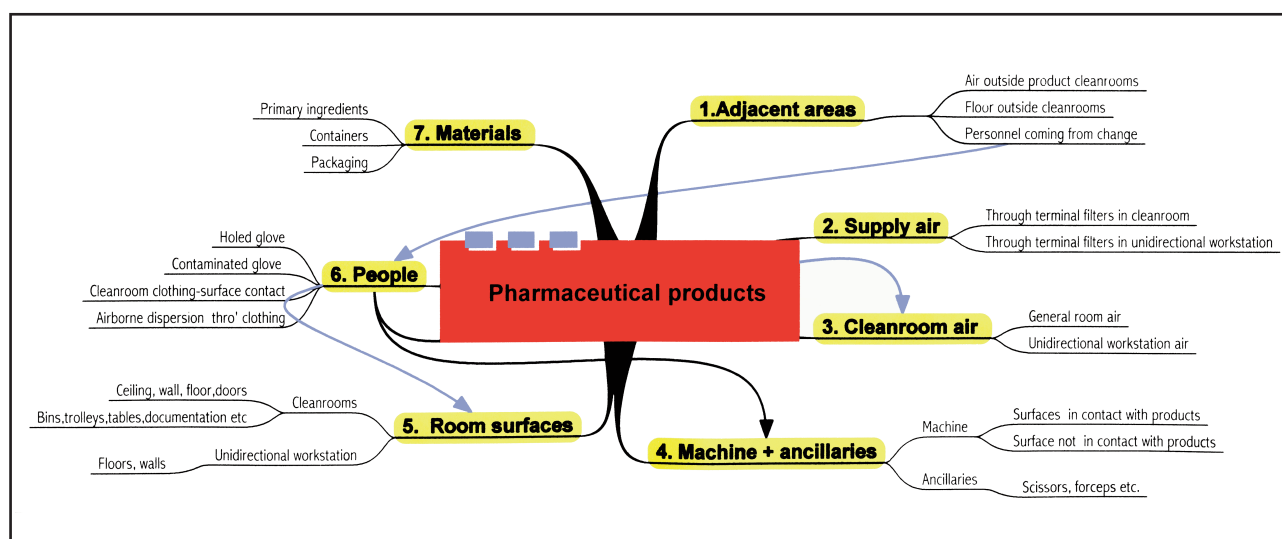 Pharmaceutical products
1.Adjacent areas
Air outside product cleanrooms
Flour outside cleanrooms
Personnel coming from change
2. Supply air
Through terminal filters in cleanroom
Through terminal filters in unidirectional workstation
3. Cleanroom air
General room air
Unidirectional workstation air
4. Machine + ancillaries
Machine
Surfaces in contact with products
Surface not in contact with products
Ancillaries
Scissors, forceps etc.
5. Room surfaces
Cleanrooms
Ceiling, wall, floor,doors
Bins,trolleys,tables,documentation etc
Unidirectional workstation
Floors, walls
6. People
Holed glove
Contaminated glove
Cleanroom clothing-surface contact
Airborne dispersion thro' clothing
7. Materials
Primary ingredients
Containers
Packaging